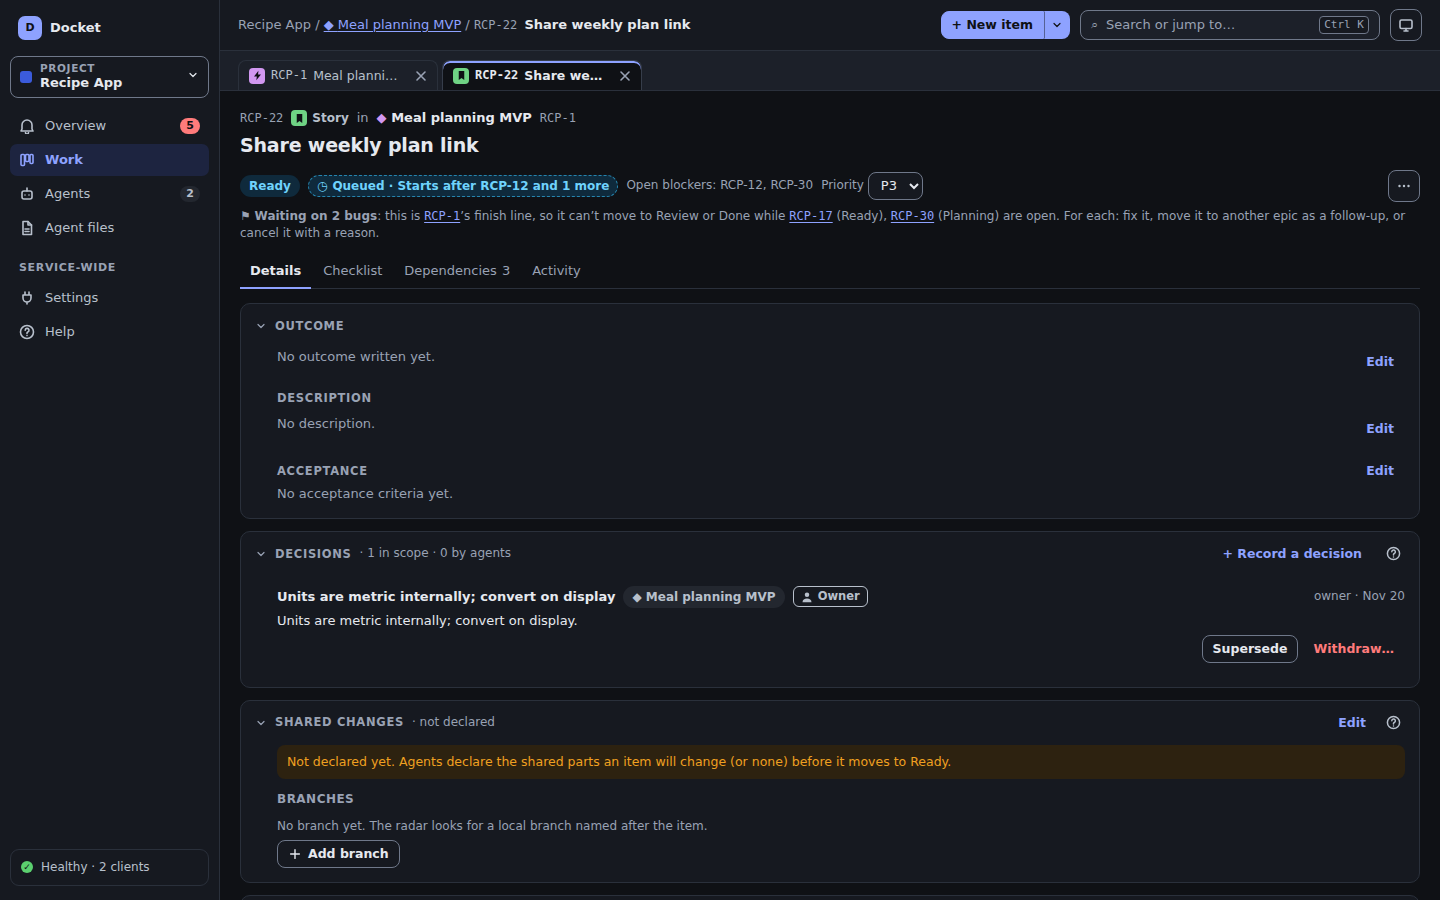 D Docket
PROJECT
Recipe App
Overview 5
Work
Agents 2
Agent files
SERVICE-WIDE
Settings
Help
Healthy · 2 clients
Recipe App / ◆ Meal planning MVP / RCP-22 Share weekly plan link
+ New item
Search or jump to… Ctrl K
RCP-1 Meal planni…
RCP-22 Share we…
RCP-22 Story in ◆ Meal planning MVP RCP-1
Share weekly plan link
Ready
◷ Queued · Starts after RCP-12 and 1 more
Open blockers: RCP-12, RCP-30 Priority P3
⚑ Waiting on 2 bugs: this is RCP-1’s finish line, so it can’t move to Review or Done while RCP-17 (Ready), RCP-30 (Planning) are open. For each: fix it, move it to another epic as a follow-up, or
cancel it with a reason.
Details Checklist Dependencies 3 Activity
OUTCOME
No outcome written yet.
Edit
DESCRIPTION
No description.
Edit
ACCEPTANCE Edit
No acceptance criteria yet.
DECISIONS · 1 in scope · 0 by agents + Record a decision
Units are metric internally; convert on display ◆ Meal planning MVP Owner owner · Nov 20
Units are metric internally; convert on display.
Supersede Withdraw…
SHARED CHANGES · not declared Edit
Not declared yet. Agents declare the shared parts an item will change (or none) before it moves to Ready.
BRANCHES
No branch yet. The radar looks for a local branch named after the item.
Add branch